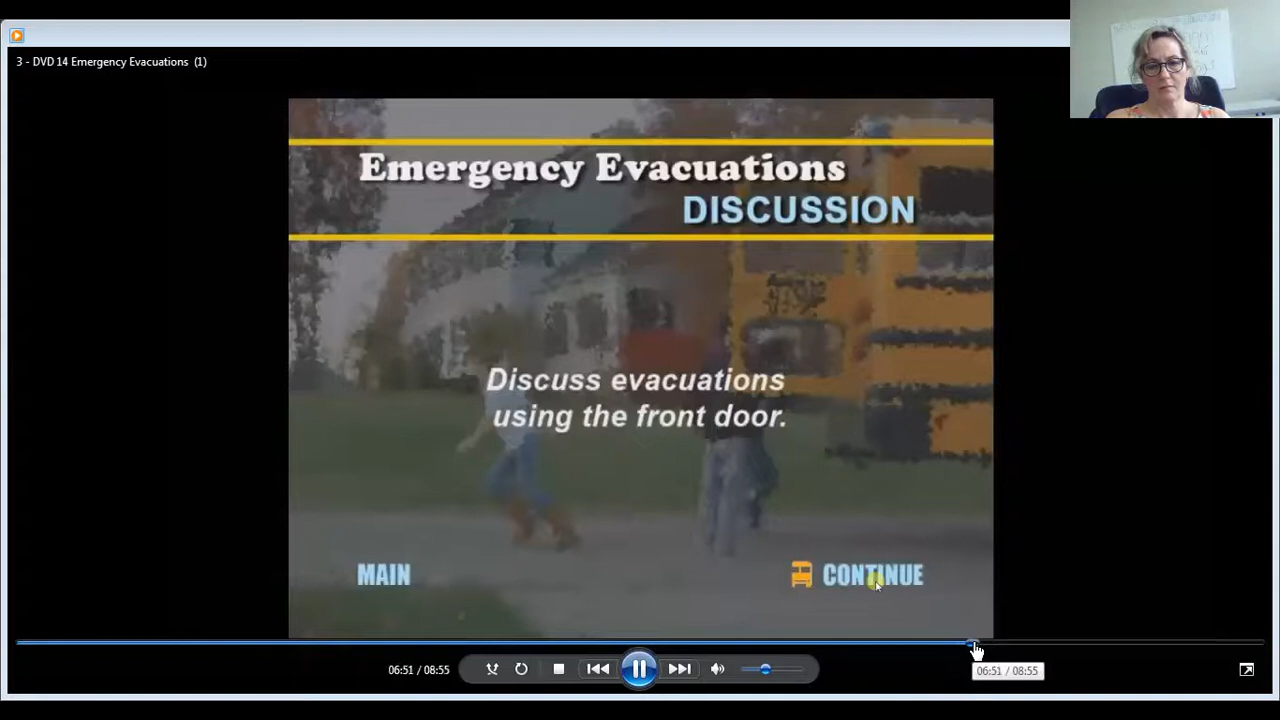 3 - DVD 14 Emergency Evacuations (1)
Emergency Evacuations
DISCUSSION
Discuss evacuations
using the front door.
MAIN
CONTINUE
06:51 / 08:55
06:51 / 08:55